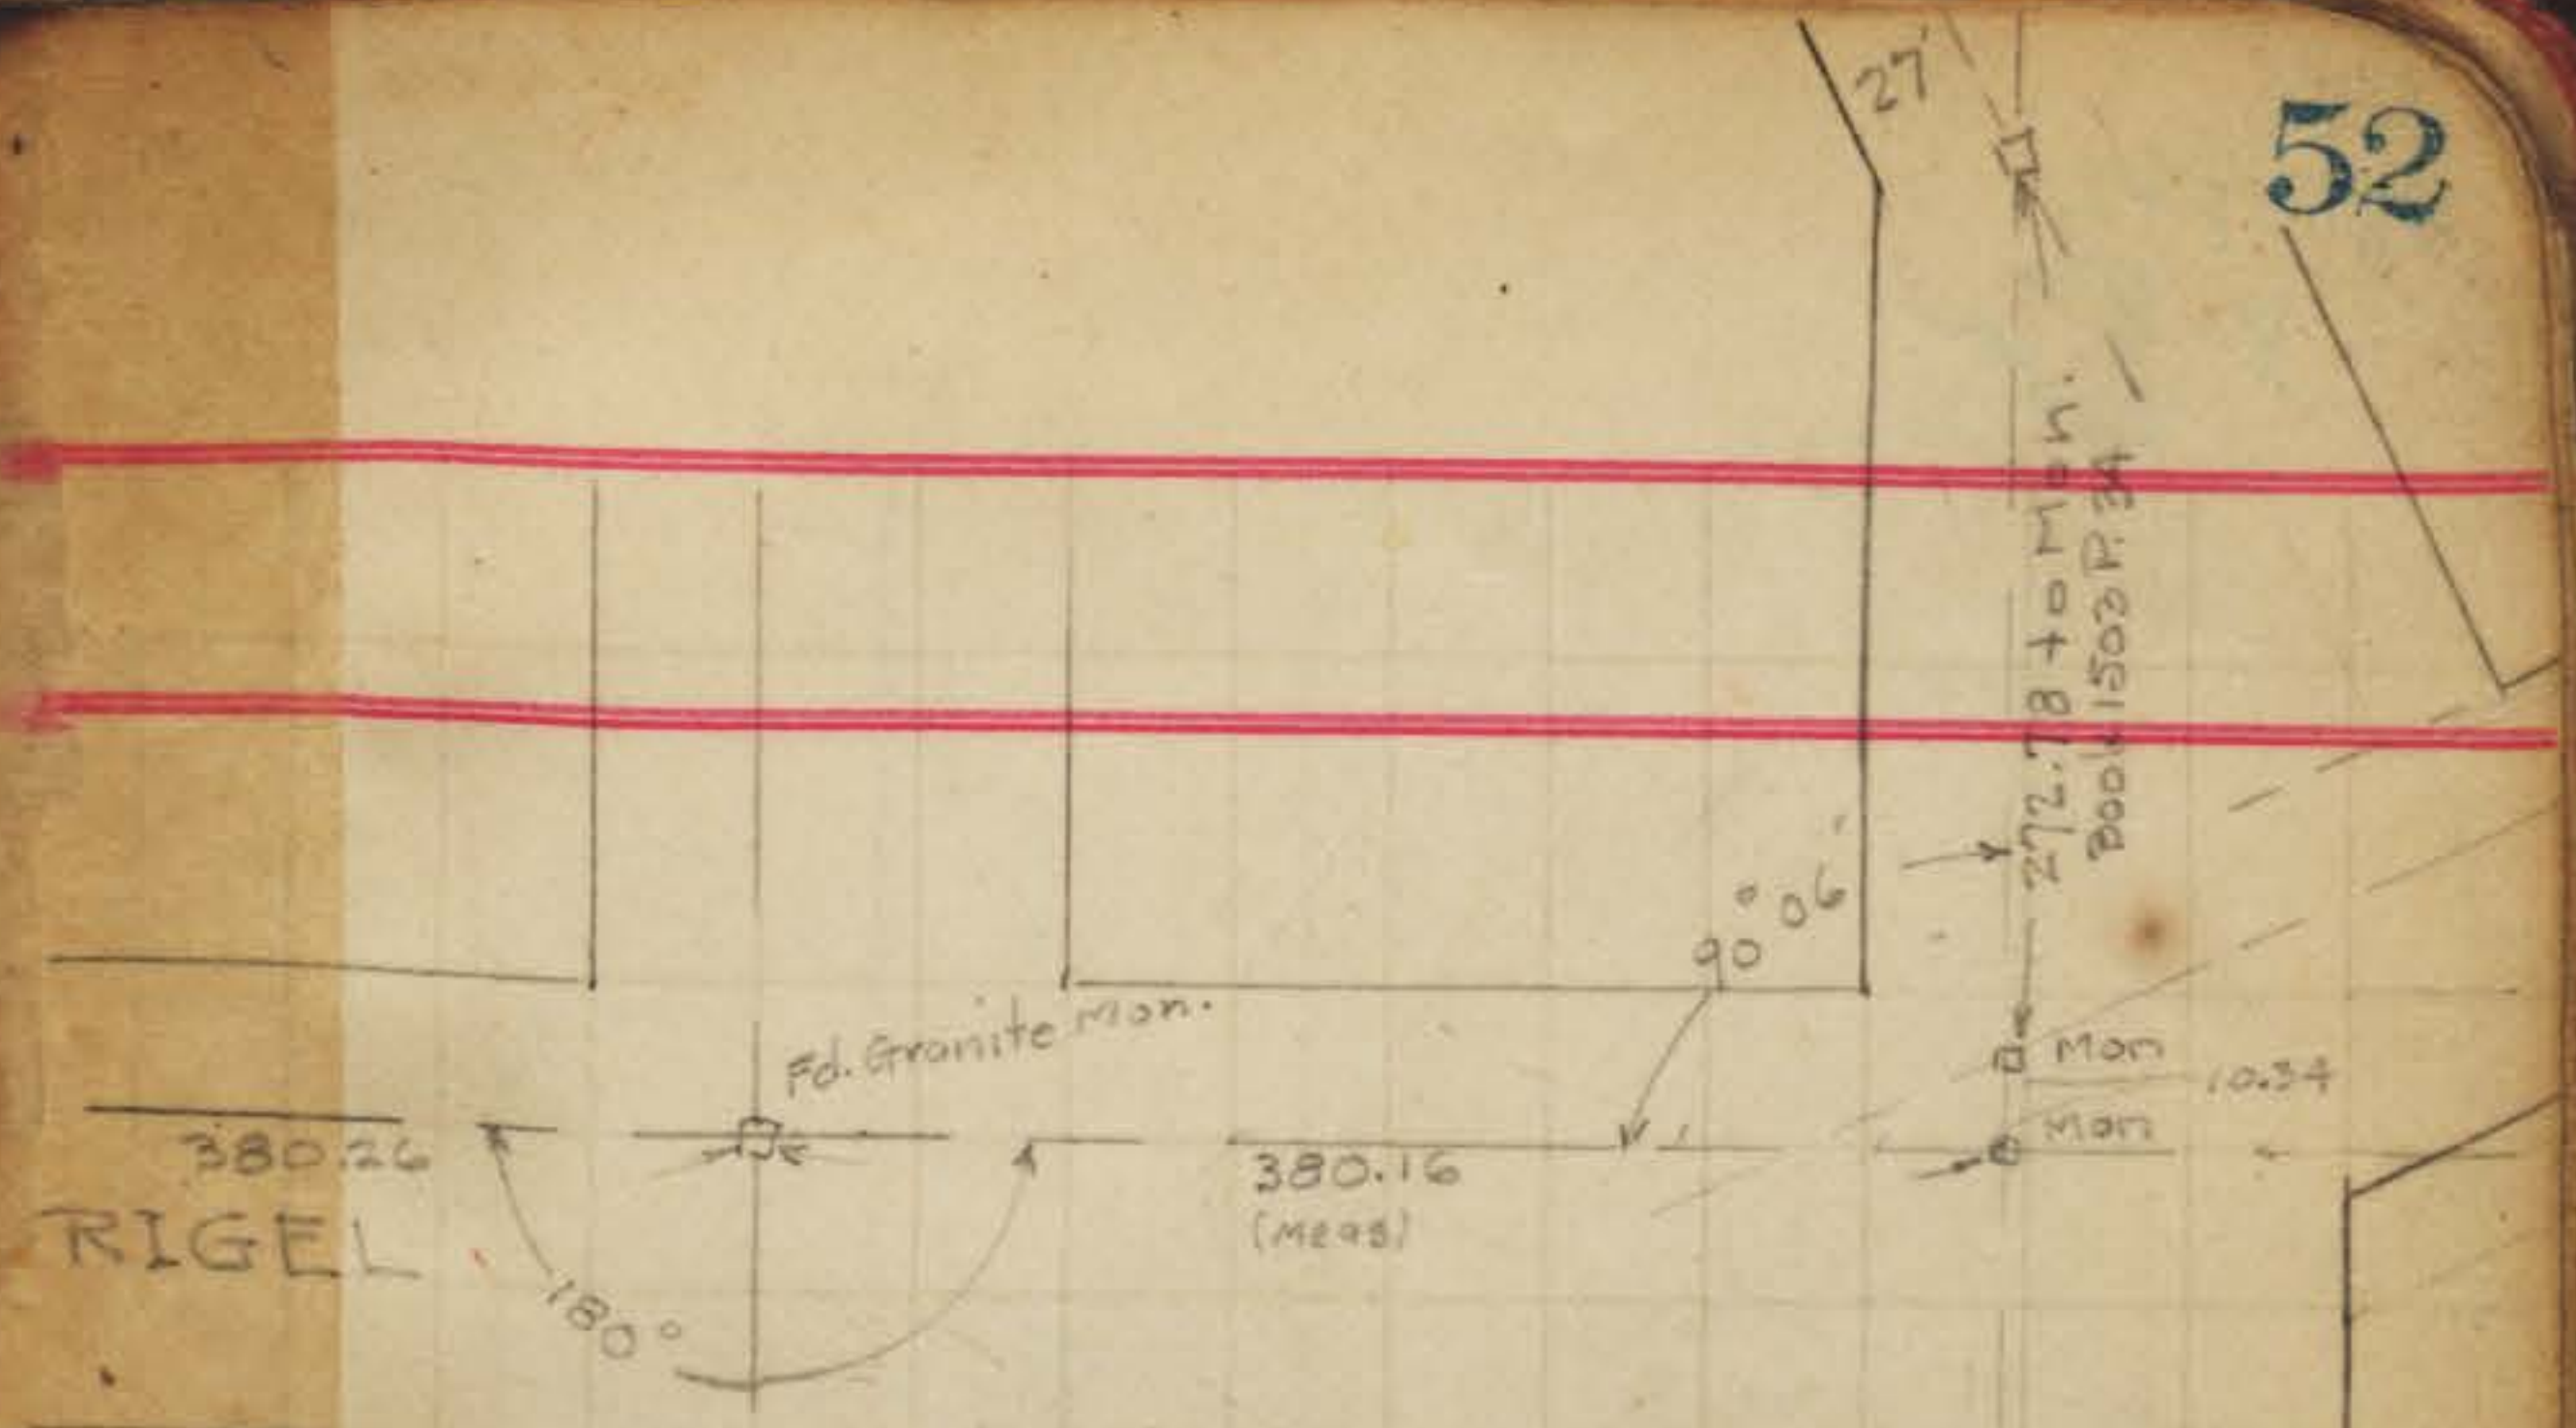 52
27'
272.78 to Mon.
Book 1503 P. 34
90° 06'
Fd. Granite Mon.
Mon
10.34
Mon
380.26
380.16
(Meas)
RIGEL
180°